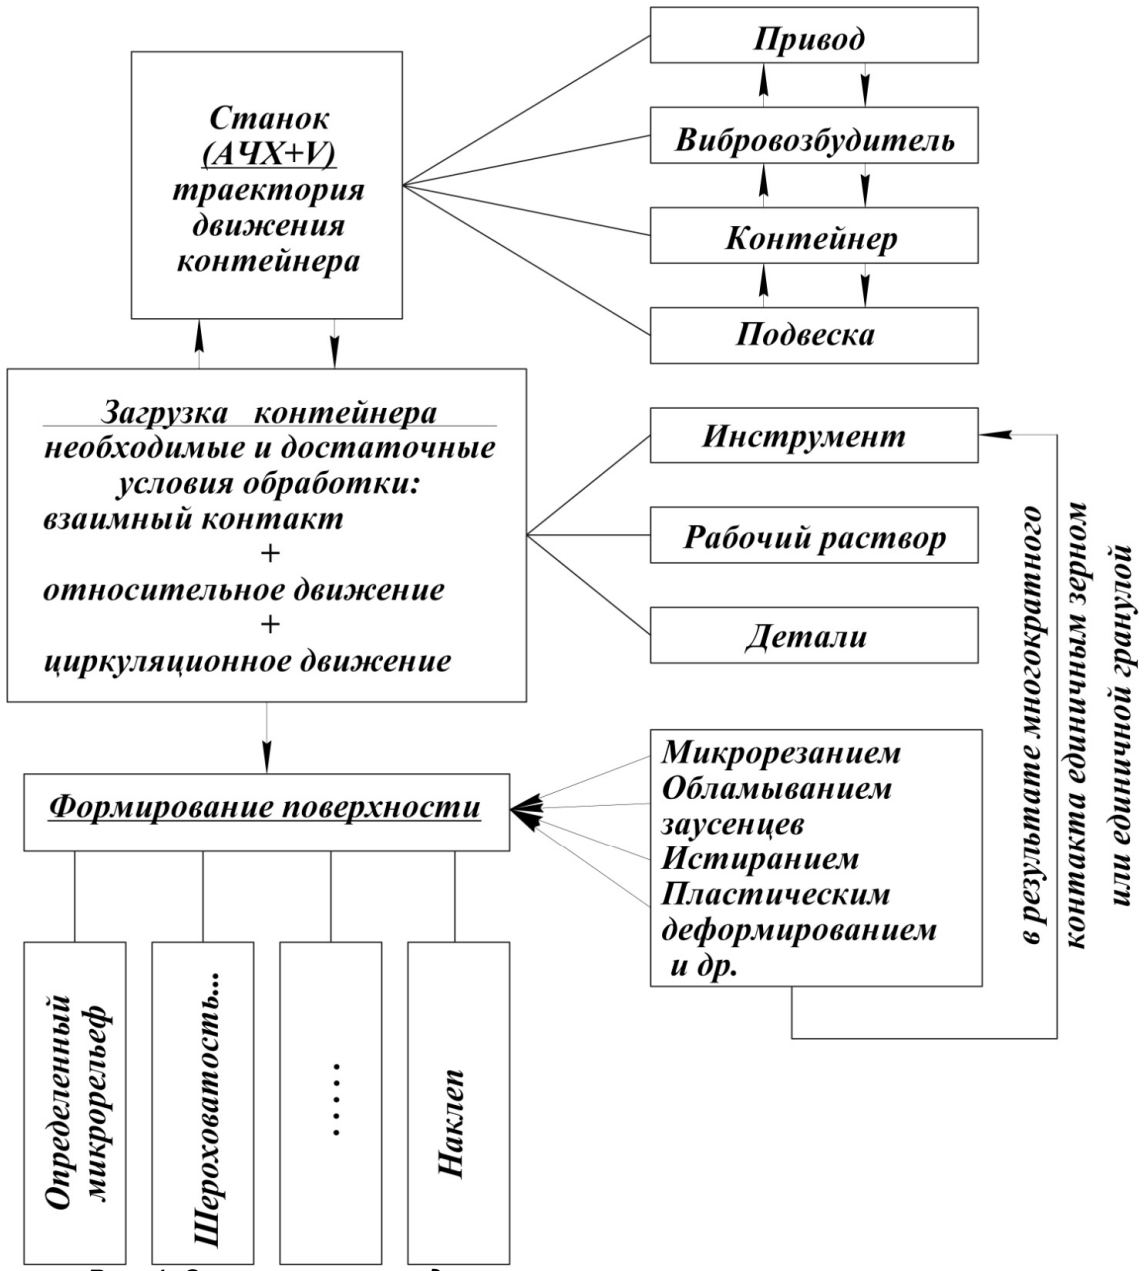 Станок
(АЧХ+V)
траектория
движения
контейнера
Привод
Вибровозбудитель
Контейнер
Подвеска
Загрузка контейнера
необходимые и достаточные
условия обработки:
взаимный контакт
+
относительное движение
+
циркуляционное движение
Инструмент
Рабочий раствор
Детали
в результате многократного
контакта единичным зерном
или единичной гранулой
Формирование поверхности
Микрорезанием
Обламыванием
заусенцев
Истиранием
Пластическим
деформированием
и др.
Определенный
микрорельеф
Шероховатость...
.....
Наклеп